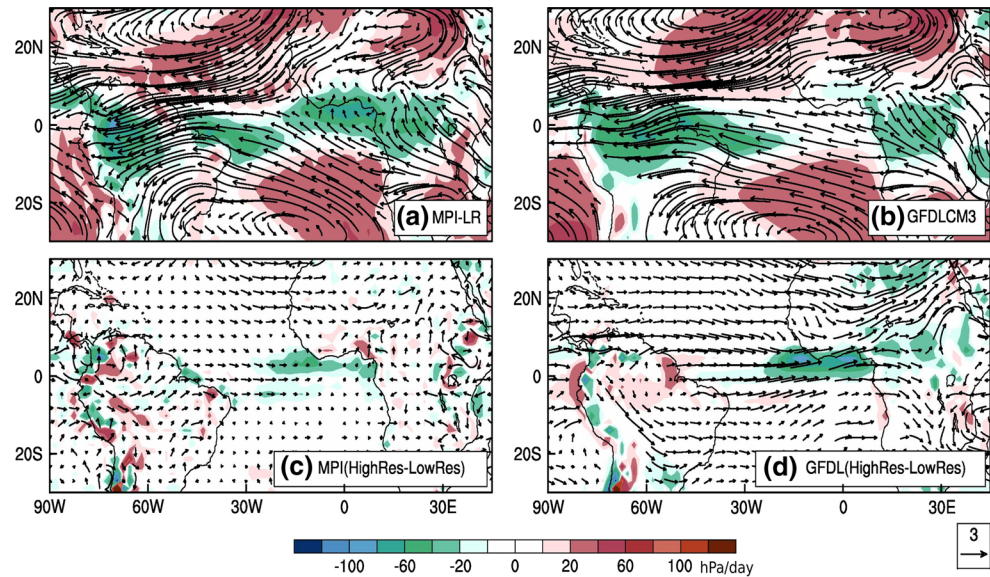 20N
0
20S
(a) MPI-LR
20N
0
20S
(b) GFDLCM3
20N
0
20S
(c) MPI(HighRes-LowRes)
90W 60W 30W 0 30E
20N
0
20S
(d) GFDL(HighRes-LowRes)
90W 60W 30W 0 30E
-100 -60 -20 0 20 60 100 hPa/day
3